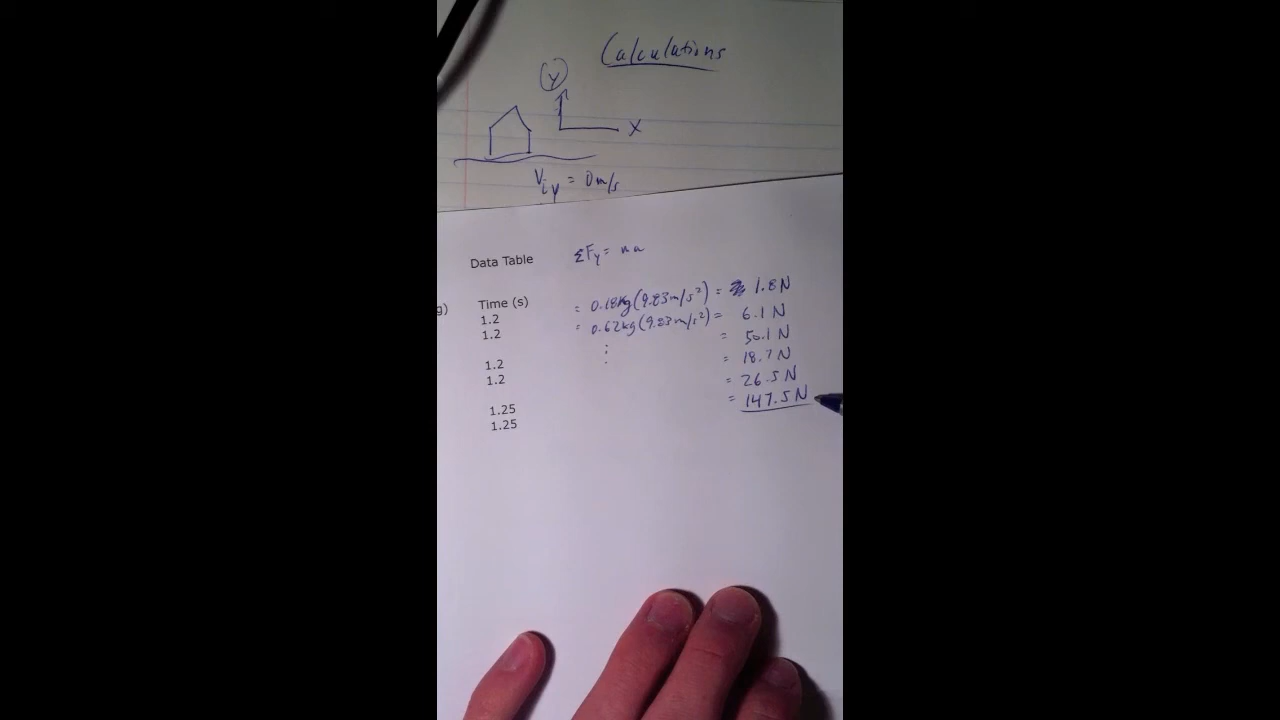 Calculations
y
x
Viy = 0 m/s
Data Table ΣFy = ma
g) Time (s)
= 0.18kg(9.83m/s²) = 1.8 N
1.2
= 0.62kg(9.83m/s²) = 6.1 N
1.2
⋮ = 50.1 N
1.2 = 18.7 N
1.2 = 26.5 N
1.25 = 147.5 N
1.25